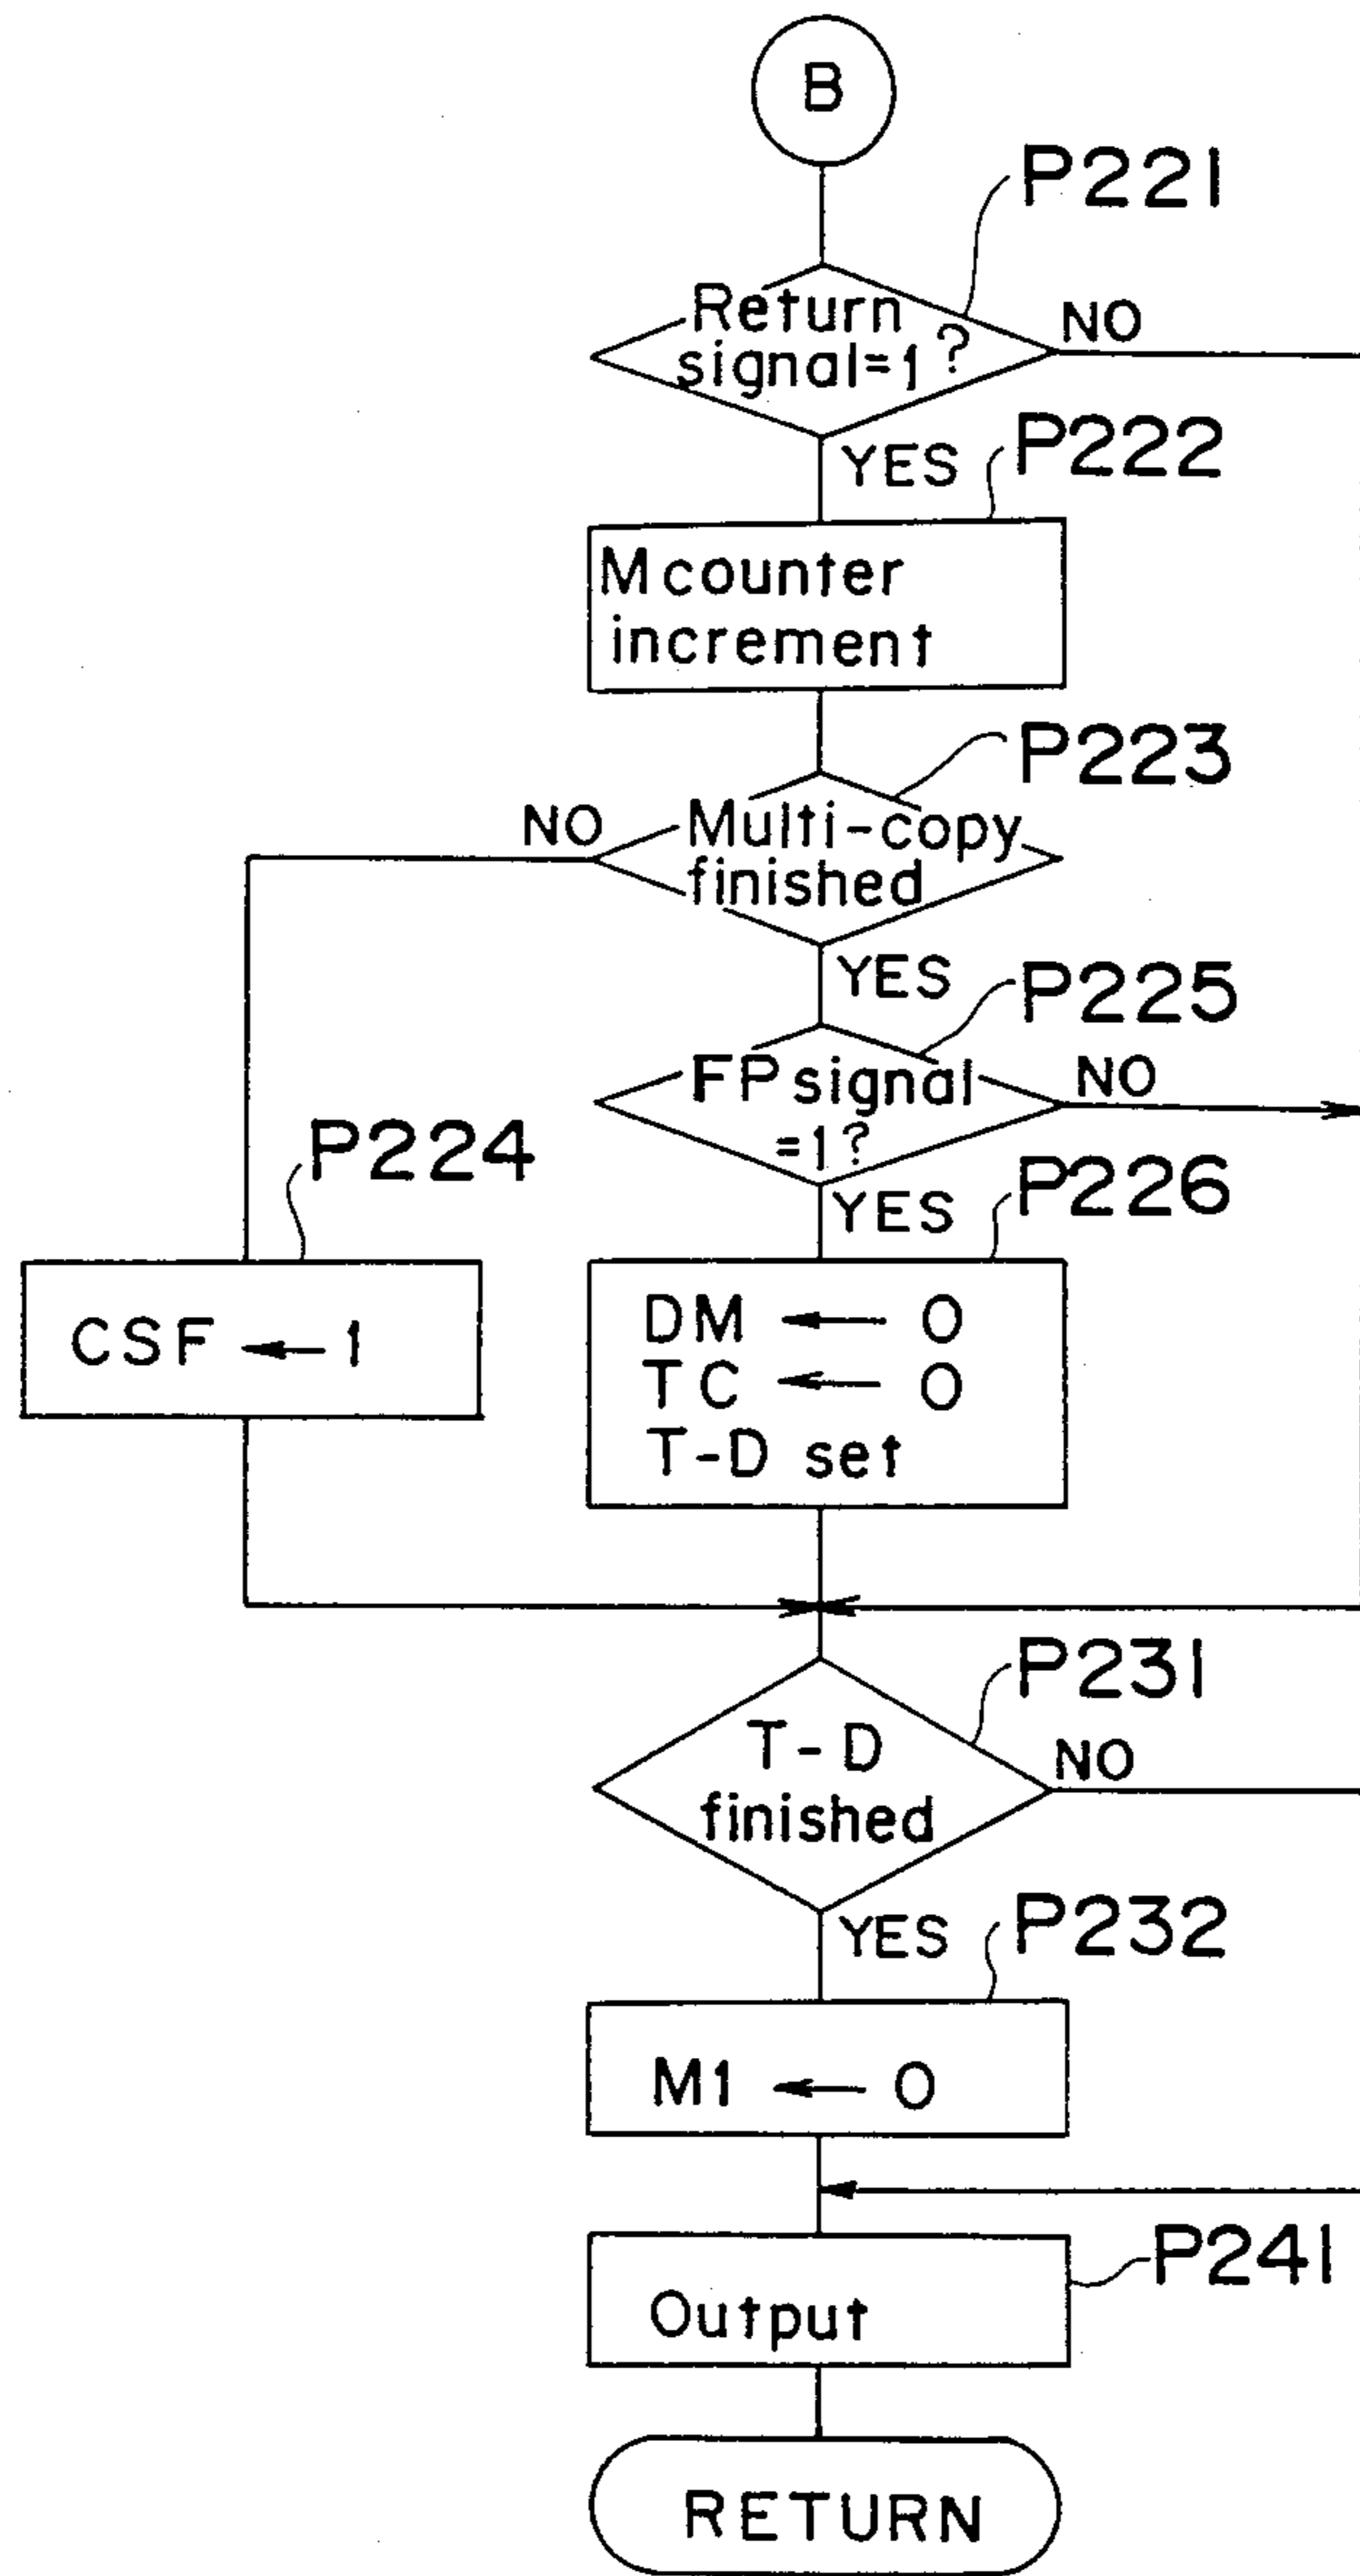 B
P221
Return
signal=1?
NO
YES
P222
M counter
increment
P223
Multi-copy
finished
NO
YES
P225
FP signal
=1?
NO
P224
YES
P226
CSF ← 1
DM ← 0
TC ← 0
T-D set
P231
T-D
finished
NO
YES
P232
M1 ← 0
P241
Output
RETURN